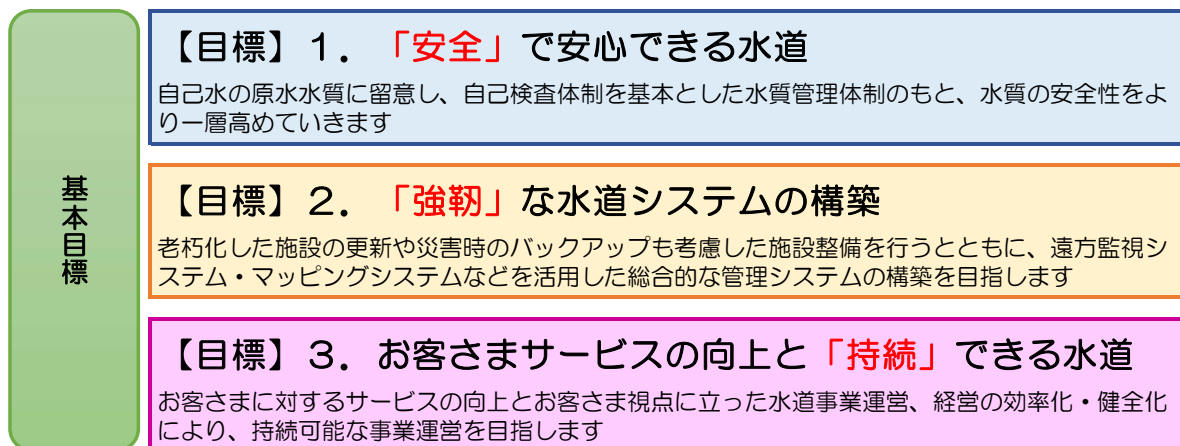 基本目標
【目標】１．「安全」で安心できる水道
自己水の原水水質に留意し、自己検査体制を基本とした水質管理体制のもと、水質の安全性をよ
り一層高めていきます
【目標】２．「強靭」な水道システムの構築
老朽化した施設の更新や災害時のバックアップも考慮した施設整備を行うとともに、遠方監視シ
ステム・マッピングシステムなどを活用した総合的な管理システムの構築を目指します
【目標】３．お客さまサービスの向上と「持続」できる水道
お客さまに対するサービスの向上とお客さま視点に立った水道事業運営、経営の効率化・健全化
により、持続可能な事業運営を目指します